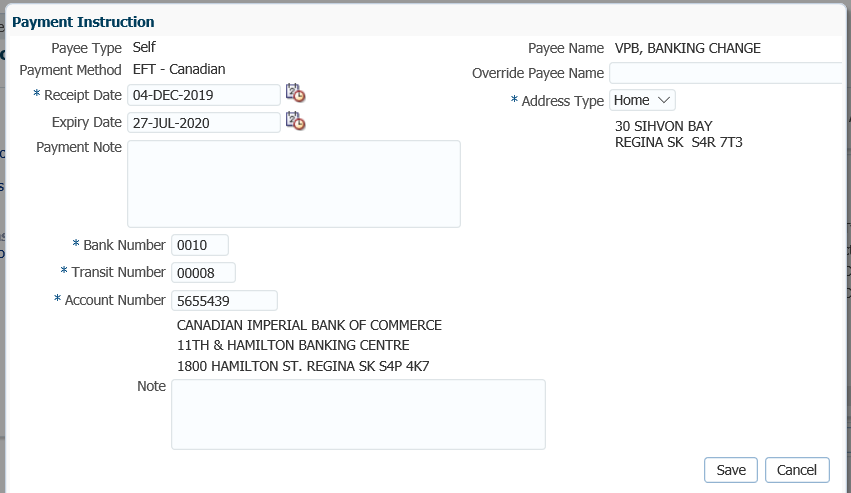 Payment Instruction
Payee Type Self
Payee Name VPB, BANKING CHANGE
Payment Method EFT - Canadian
Override Payee Name
* Receipt Date 04-DEC-2019
* Address Type Home
Expiry Date 27-JUL-2020
30 SIHVON BAY
REGINA SK S4R 7T3
Payment Note
* Bank Number 0010
* Transit Number 00008
* Account Number 5655439
CANADIAN IMPERIAL BANK OF COMMERCE
11TH & HAMILTON BANKING CENTRE
1800 HAMILTON ST. REGINA SK S4P 4K7
Note
Save Cancel